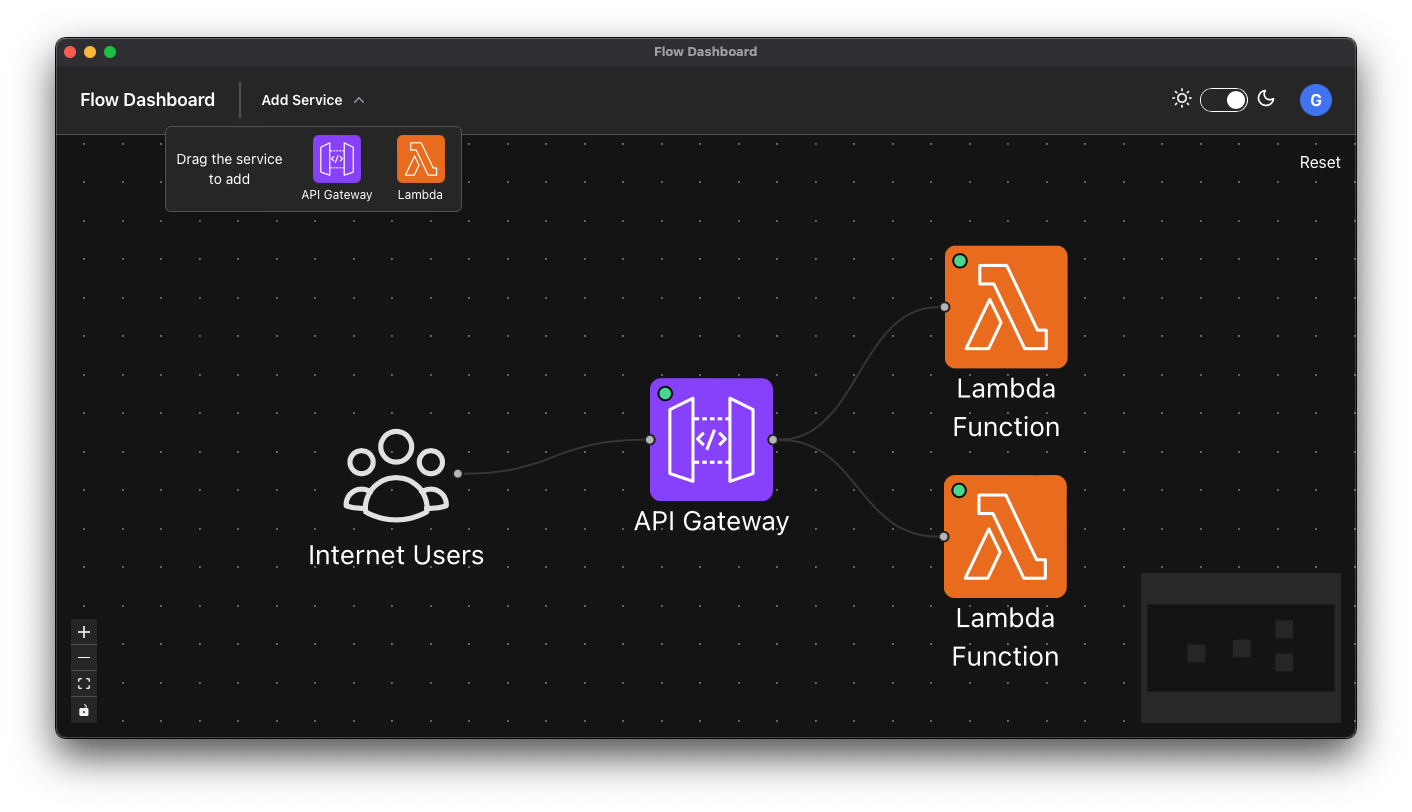 Flow Dashboard
Flow Dashboard
Add Service
G
Drag the service
to add
API Gateway
Lambda
Reset
Lambda
Function
API Gateway
Internet Users
Lambda
Function